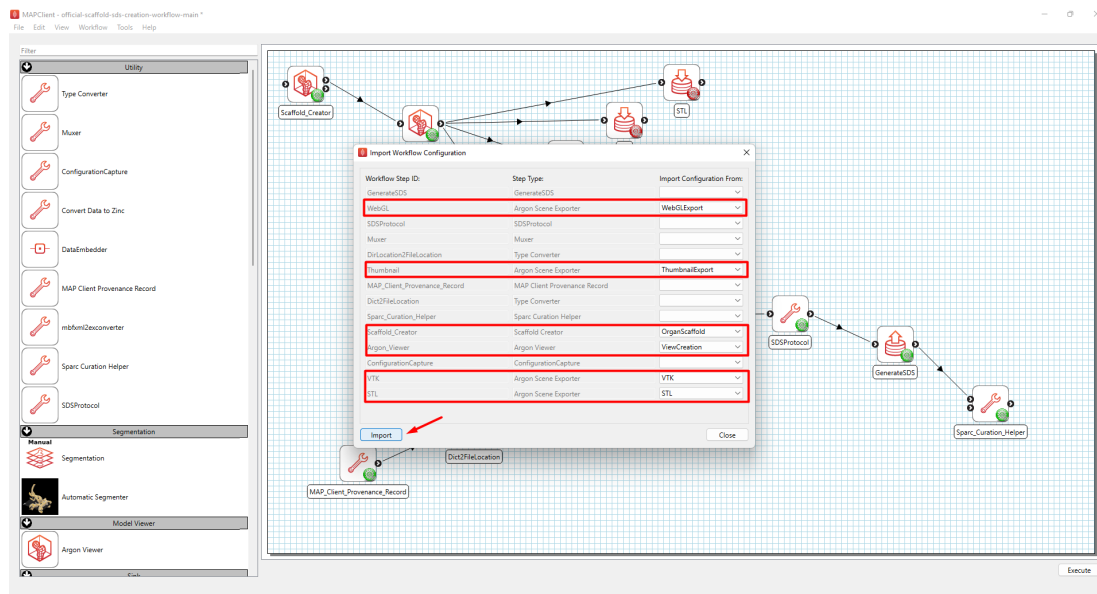 MAPClient - official-scaffold-sds-creation-workflow-main *
File Edit View Workflow Tools Help
Filter
Utility
Type Converter
Muxer
ConfigurationCapture
Convert Data to Zinc
DataEmbedder
MAP Client Provenance Record
mbfxml2exconverter
Sparc Curation Helper
SDSProtocol
Segmentation
Manual
Segmentation
Automatic Segmenter
Model Viewer
Argon Viewer
Scaffold_Creator
STL
Import Workflow Configuration
Workflow Step ID: Step Type: Import Configuration From:
GenerateSDS GenerateSDS
WebGL Argon Scene Exporter WebGLExport
SDSProtocol SDSProtocol
Muxer Muxer
DirLocation2FileLocation Type Converter
Thumbnail Argon Scene Exporter ThumbnailExport
MAP_Client_Provenance_Record MAP Client Provenance Record
Dict2FileLocation Type Converter
Sparc_Curation_Helper Sparc Curation Helper
Scaffold_Creator Scaffold Creator OrganScaffold
Argon_Viewer Argon Viewer ViewCreation
ConfigurationCapture ConfigurationCapture
VTK Argon Scene Exporter VTK
STL Argon Scene Exporter STL
Import Close
SDSProtocol
GenerateSDS
Sparc_Curation_Helper
Dict2FileLocation
MAP_Client_Provenance_Record
Execute